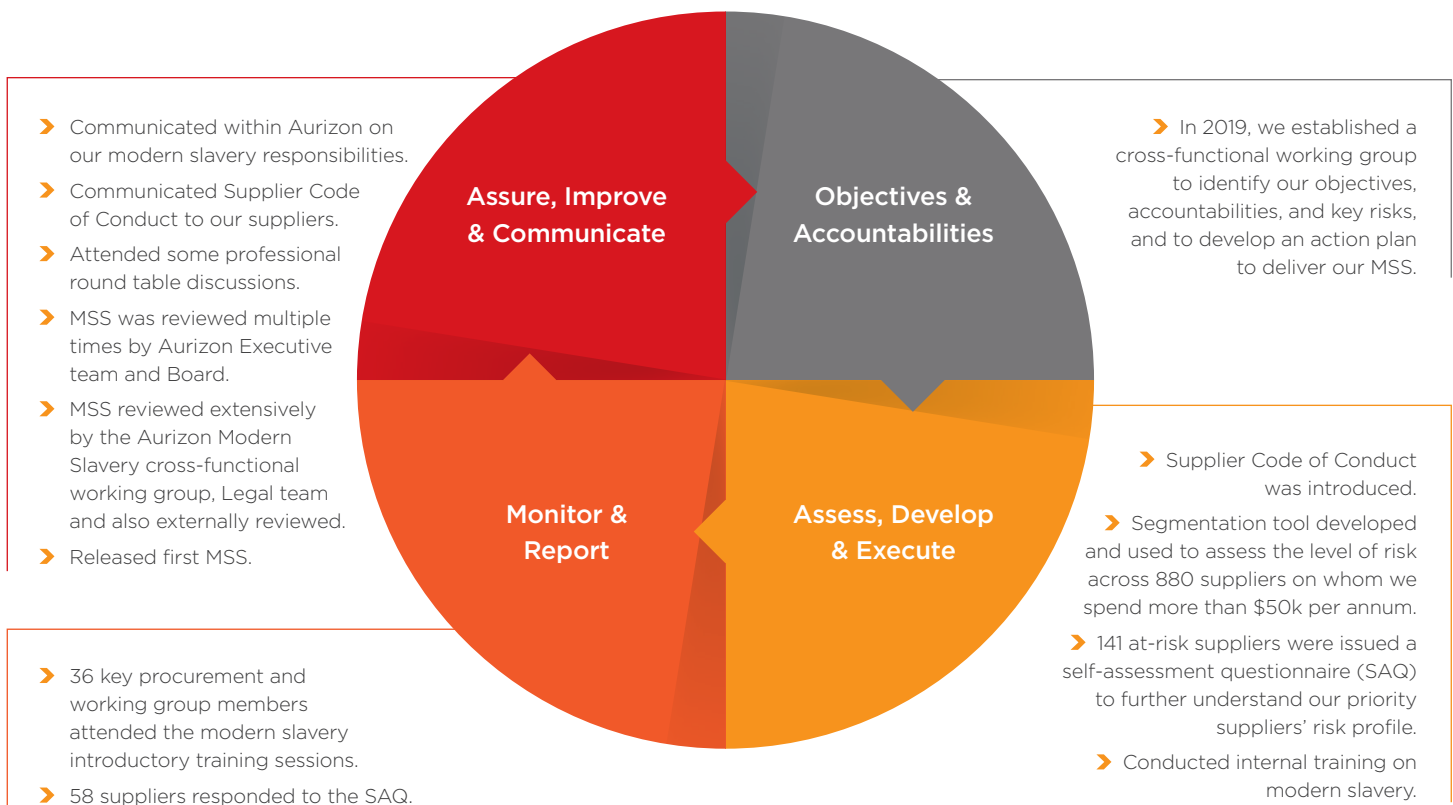 Communicated within Aurizon on
our modern slavery responsibilities.
Communicated Supplier Code
of Conduct to our suppliers.
Attended some professional
round table discussions.
MSS was reviewed multiple
times by Aurizon Executive
team and Board.
MSS reviewed extensively
by the Aurizon Modern
Slavery cross-functional
working group, Legal team
and also externally reviewed.
Released first MSS.
Assure, Improve
& Communicate
Objectives &
Accountabilities
In 2019, we established a
cross-functional working group
to identify our objectives,
accountabilities, and key risks,
and to develop an action plan
to deliver our MSS.
36 key procurement and
working group members
attended the modern slavery
introductory training sessions.
58 suppliers responded to the SAQ.
Monitor &
Report
Assess, Develop
& Execute
Supplier Code of Conduct
was introduced.
Segmentation tool developed
and used to assess the level of risk
across 880 suppliers on whom we
spend more than $50k per annum.
141 at-risk suppliers were issued a
self-assessment questionnaire (SAQ)
to further understand our priority
suppliers’ risk profile.
Conducted internal training on
modern slavery.